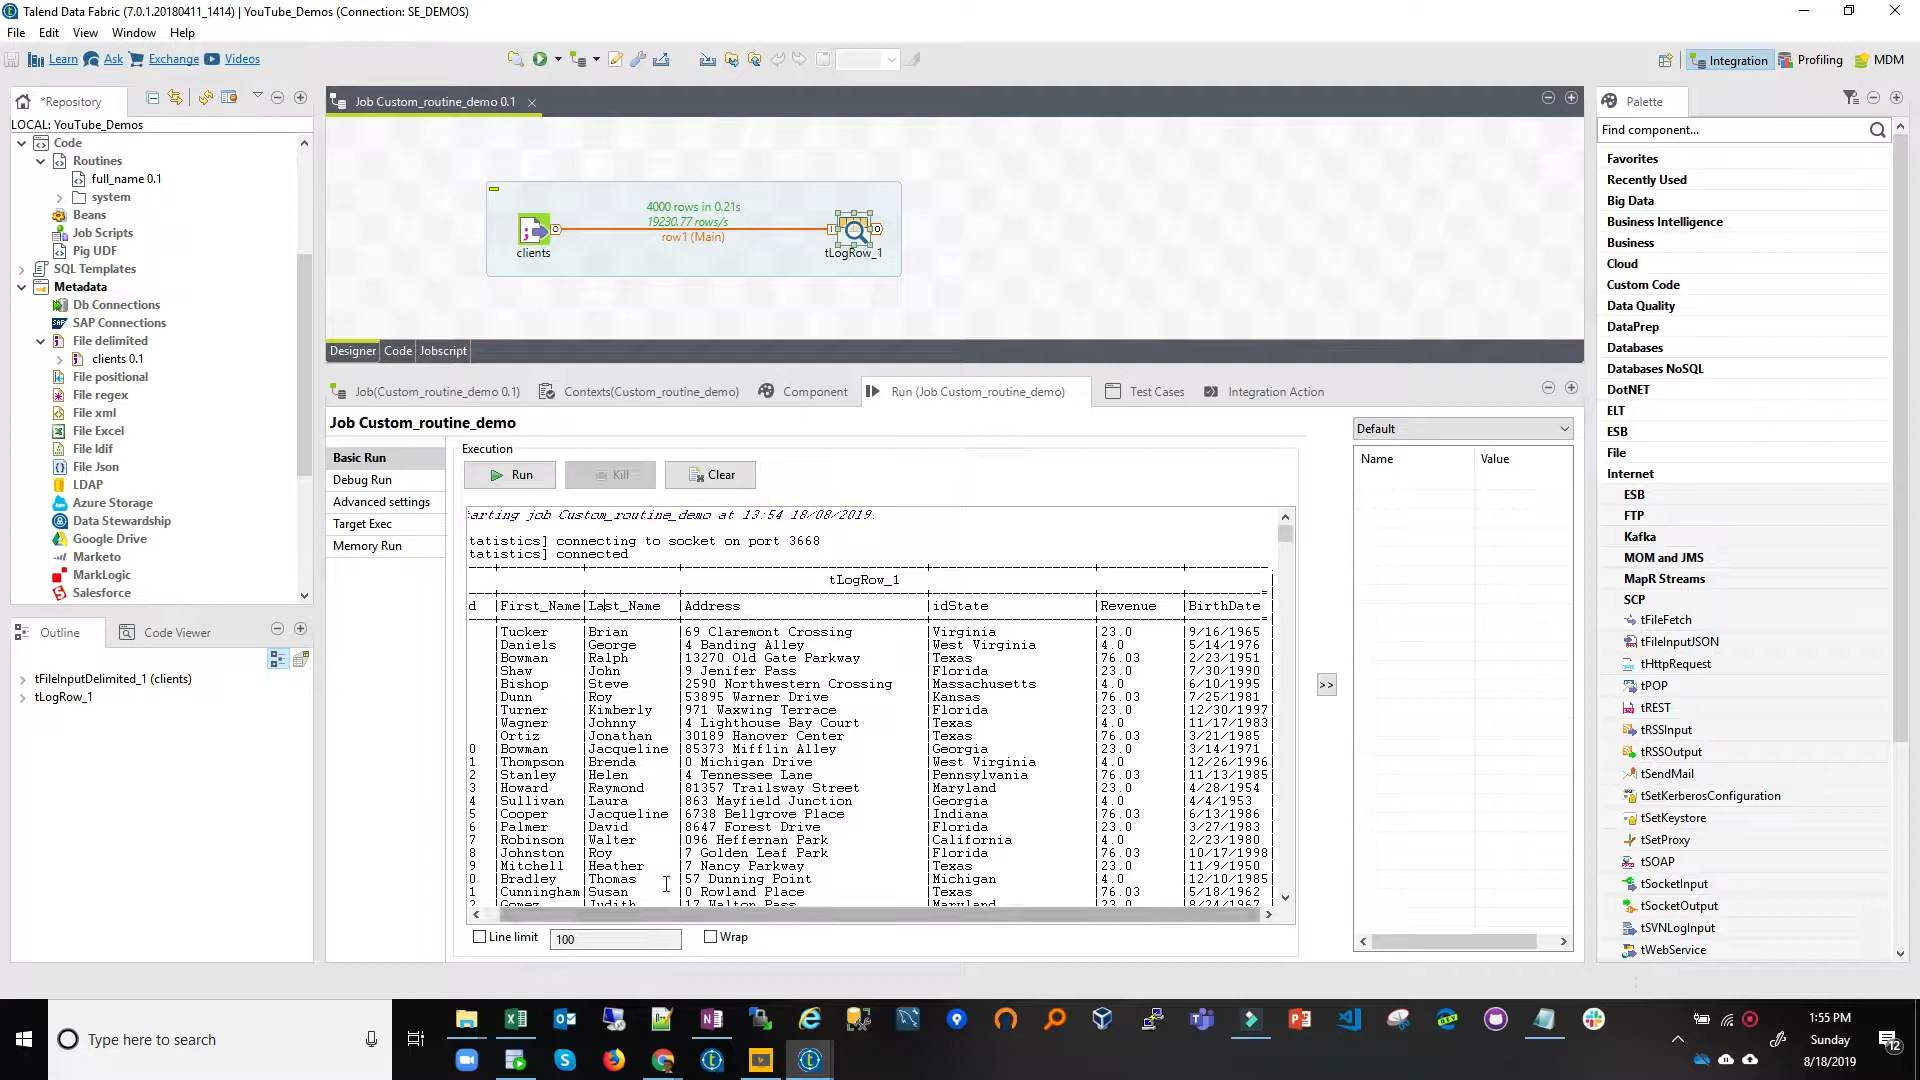 Talend Data Fabric (7.0.1.20180411_1414) | YouTube_Demos (Connection: SE_DEMOS)
File Edit View Window Help
Learn Ask Exchange Videos
Integration Profiling MDM
*Repository
LOCAL: YouTube_Demos
Code
Routines
full_name 0.1
system
Beans
Job Scripts
Pig UDF
SQL Templates
Metadata
Db Connections
SAP Connections
File delimited
clients 0.1
File positional
File regex
File xml
File Excel
File ldif
File Json
LDAP
Azure Storage
Data Stewardship
Google Drive
Marketo
MarkLogic
Salesforce
Outline Code Viewer
tFileInputDelimited_1 (clients)
tLogRow_1
Job Custom_routine_demo 0.1
4000 rows in 0.21s
19230.77 rows/s
row1 (Main)
clients
tLogRow_1
Designer Code Jobscript
Job(Custom_routine_demo 0.1) Contexts(Custom_routine_demo) Component Run (Job Custom_routine_demo) Test Cases Integration Action
Job Custom_routine_demo
Basic Run
Debug Run
Advanced settings
Target Exec
Memory Run
Execution
Run Kill Clear
arting job Custom_routine_demo at 13:54 18/08/2019.
tatistics] connecting to socket on port 3668
tatistics] connected
tLogRow_1
d |First_Name|Last_Name |Address |idState |Revenue |BirthDate |
|Tucker |Brian |69 Claremont Crossing |Virginia |23.0 |9/16/1965 |
|Daniels |George |4 Banding Alley |West Virginia |4.0 |5/14/1976 |
|Bowman |Ralph |13270 Old Gate Parkway |Texas |76.03 |2/23/1951 |
|Shaw |John |9 Jenifer Pass |Florida |23.0 |7/30/1990 |
|Bishop |Steve |2590 Northwestern Crossing |Massachusetts |4.0 |6/10/1995 |
|Dunn |Roy |53895 Warner Drive |Kansas |76.03 |7/25/1981 |
|Turner |Kimberly |971 Waxwing Terrace |Florida |23.0 |12/30/1997|
|Wagner |Johnny |4 Lighthouse Bay Court |Texas |4.0 |11/17/1983|
|Ortiz |Jonathan |30189 Hanover Center |Texas |76.03 |3/21/1985 |
0 |Bowman |Jacqueline |85373 Mifflin Alley |Georgia |23.0 |3/14/1971 |
1 |Thompson |Brenda |0 Michigan Drive |West Virginia |4.0 |12/26/1996|
2 |Stanley |Helen |4 Tennessee Lane |Pennsylvania |76.03 |11/13/1985|
3 |Howard |Raymond |81357 Trailsway Street |Maryland |23.0 |4/28/1954 |
4 |Sullivan |Laura |863 Mayfield Junction |Georgia |4.0 |4/4/1953 |
5 |Cooper |Jacqueline |6738 Bellgrove Place |Indiana |76.03 |6/13/1986 |
6 |Palmer |David |8647 Forest Drive |Florida |23.0 |3/27/1983 |
7 |Robinson |Walter |096 Heffernan Park |California |4.0 |2/23/1980 |
8 |Johnston |Roy |7 Golden Leaf Park |Florida |76.03 |10/17/1998|
9 |Mitchell |Heather |7 Nancy Parkway |Texas |23.0 |11/9/1950 |
0 |Bradley |Thomas |57 Dunning Point |Michigan |4.0 |12/10/1985|
1 |Cunningham|Susan |0 Rowland Place |Texas |76.03 |5/18/1962 |
2 |Gomez |Judith |17 Walton Pass |Maryland |23.0 |8/24/1967 |
Line limit 100 Wrap
>>
Default
Name Value
Palette
Find component...
Favorites
Recently Used
Big Data
Business Intelligence
Business
Cloud
Custom Code
Data Quality
DataPrep
Databases
Databases NoSQL
DotNET
ELT
ESB
File
Internet
ESB
FTP
Kafka
MOM and JMS
MapR Streams
SCP
tFileFetch
tFileInputJSON
tHttpRequest
tPOP
tREST
tRSSInput
tRSSOutput
tSendMail
tSetKerberosConfiguration
tSetKeystore
tSetProxy
tSOAP
tSocketInput
tSocketOutput
tSVNLogInput
tWebService
Type here to search
1:55 PM
Sunday
8/18/2019
12